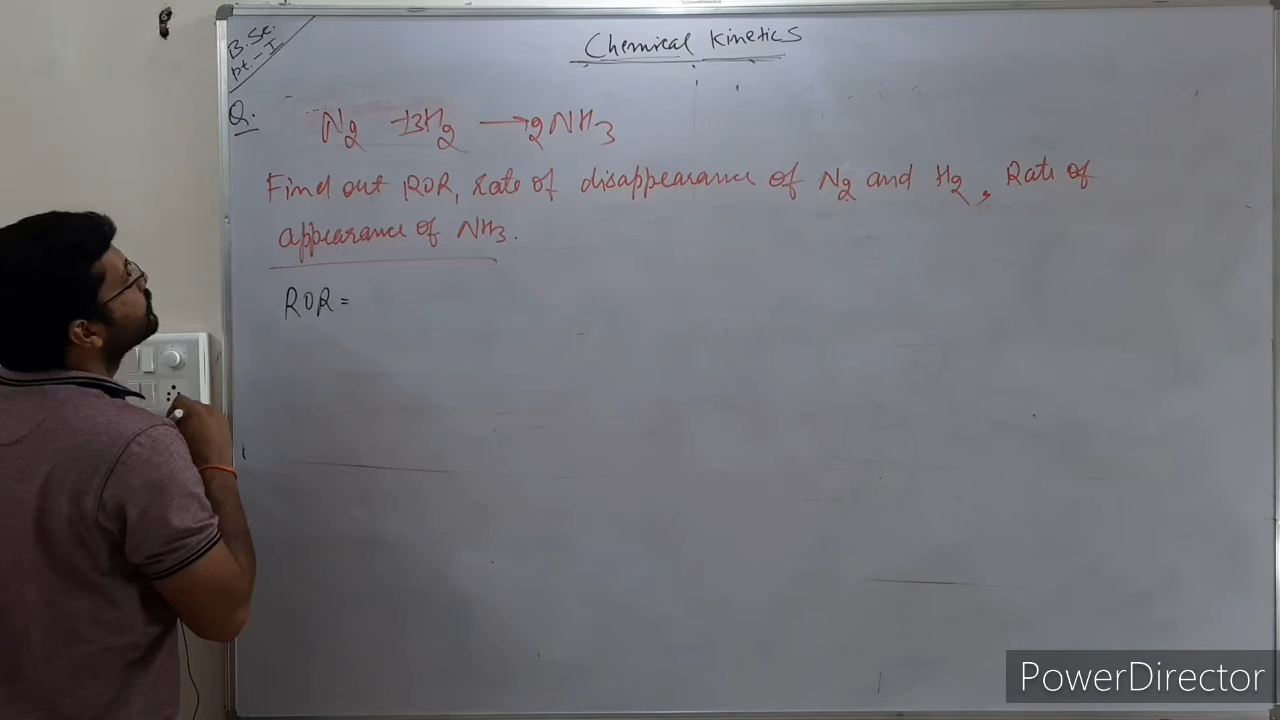 B.Sc.
pt.-I
Chemical Kinetics
Q. N2 +3H2 → 2NH3
Find out ROR, rate of disappearance of N2 and H2, Rate of
appearance of NH3.
ROR=
PowerDirector